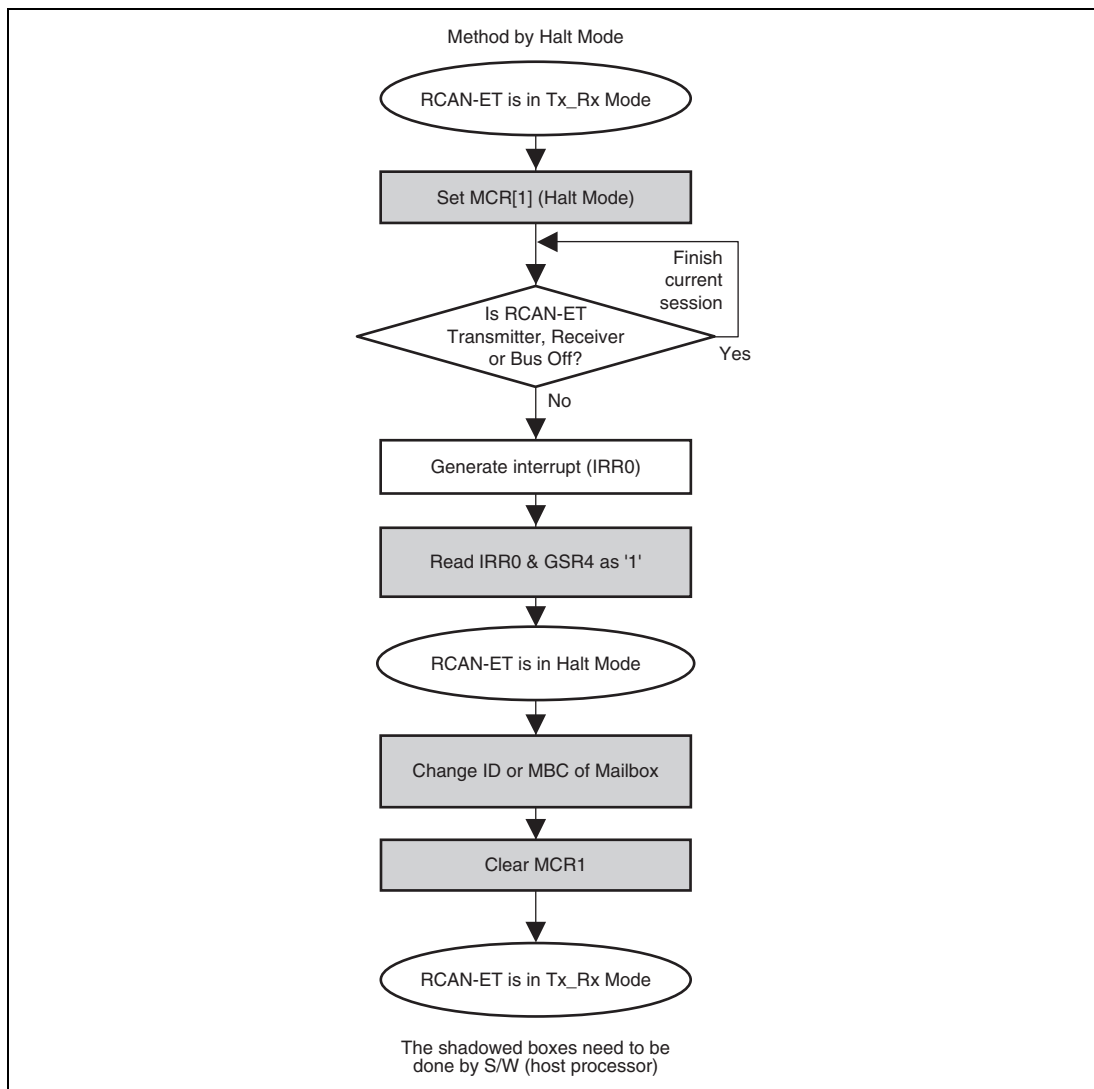 Method by Halt Mode
RCAN-ET is in Tx_Rx Mode
Set MCR[1] (Halt Mode)
Finish
current
session
Is RCAN-ET
Transmitter, Receiver
or Bus Off?
Yes
No
Generate interrupt (IRR0)
Read IRR0 & GSR4 as '1'
RCAN-ET is in Halt Mode
Change ID or MBC of Mailbox
Clear MCR1
RCAN-ET is in Tx_Rx Mode
The shadowed boxes need to be
done by S/W (host processor)